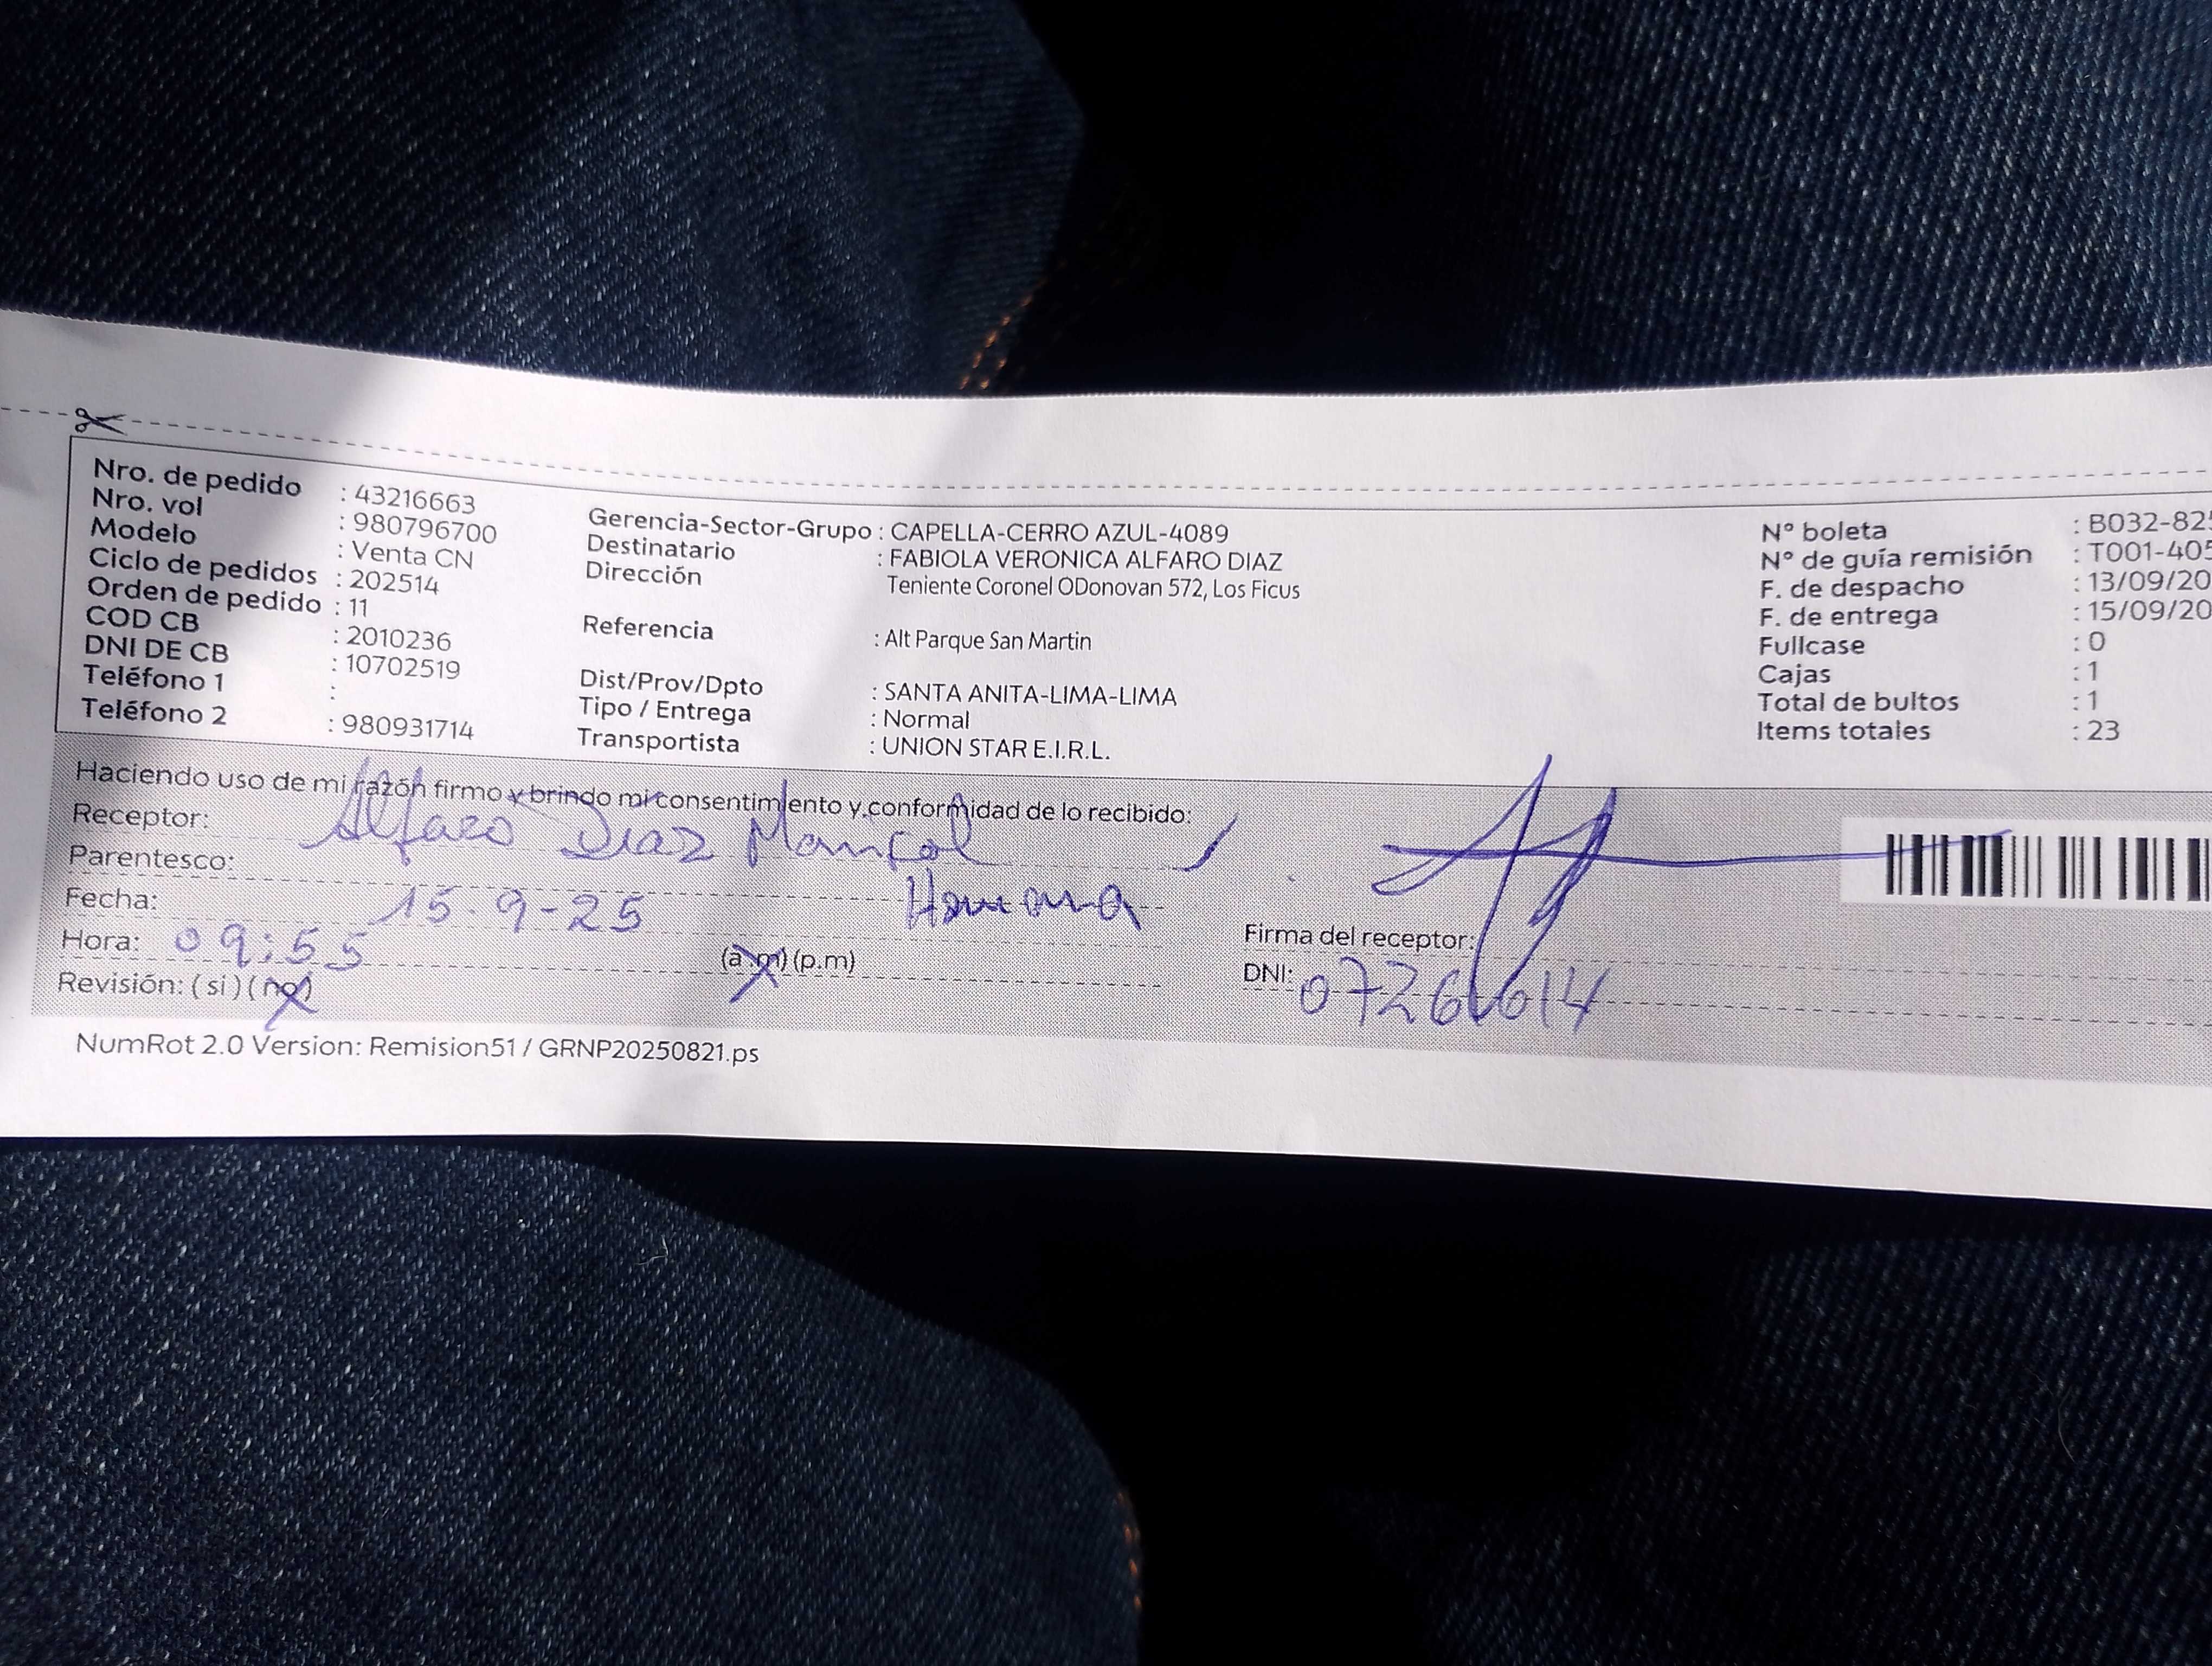 Nro. de pedido : 43216663
Nro. vol : 980796700
Modelo : Venta CN
Ciclo de pedidos : 202514
Orden de pedido : 11
COD CB : 2010236
DNI DE CB : 10702519
Teléfono 1 :
Teléfono 2 : 980931714
Gerencia-Sector-Grupo : CAPELLA-CERRO AZUL-4089
Destinatario : FABIOLA VERONICA ALFARO DIAZ
Dirección Teniente Coronel ODonovan 572, Los Ficus
Referencia : Alt Parque San Martin
Dist/Prov/Dpto : SANTA ANITA-LIMA-LIMA
Tipo / Entrega : Normal
Transportista : UNION STAR E.I.R.L.
N° boleta : B032-82
N° de guía remisión : T001-405
F. de despacho : 13/09/20
F. de entrega : 15/09/20
Fullcase : 0
Cajas : 1
Total de bultos : 1
Items totales : 23
Haciendo uso de mi razón firmo y brindo mi consentimiento y conformidad de lo recibido:
Receptor: Alfaro Diaz
Parentesco:
Fecha: 15-9-25
Hora: 09:55 (a.m) (p.m)
Revisión: (si) (no)
Firma del receptor:
DNI:
NumRot 2.0 Version: Remision51 / GRNP20250821.ps